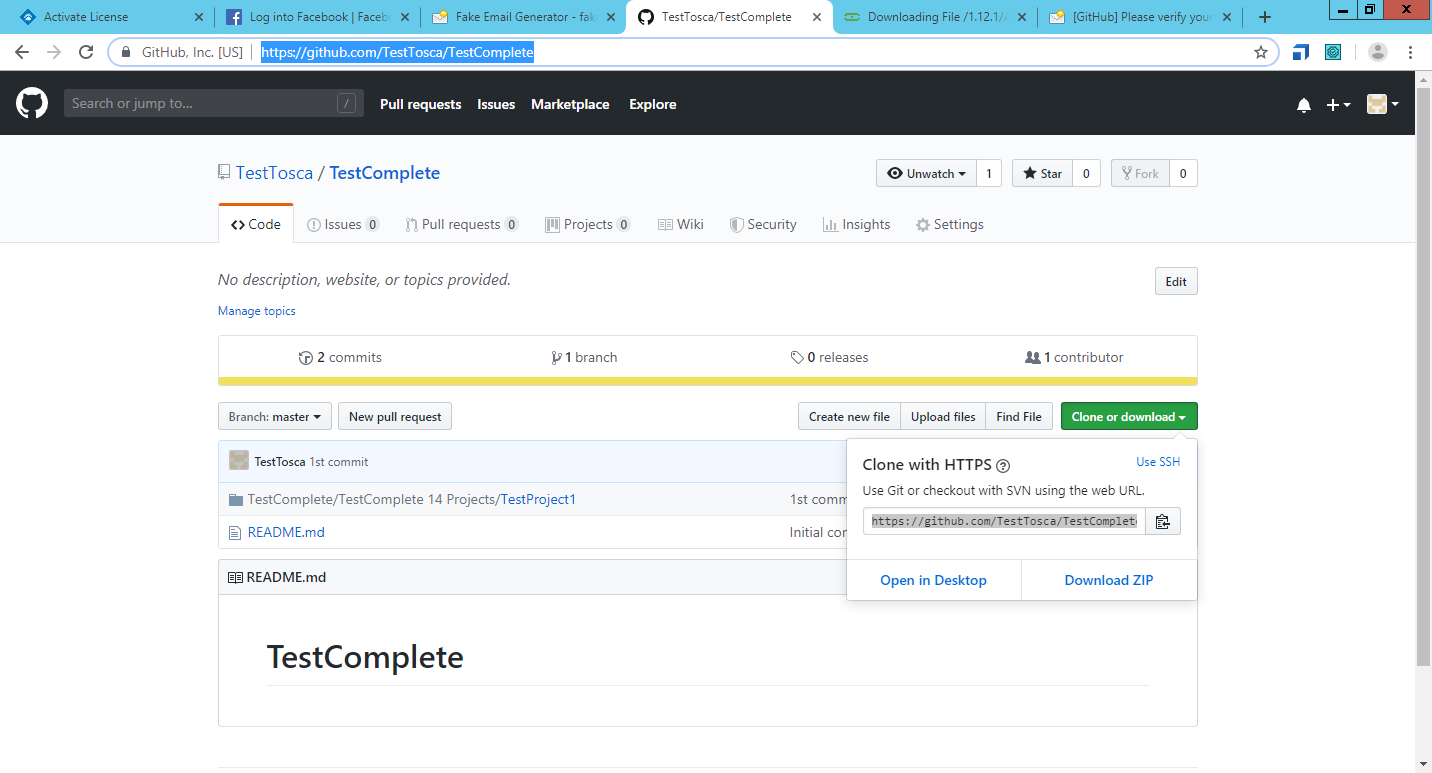 Activate License
Log into Facebook | Faceb
Fake Email Generator - fak
TestTosca/TestComplete
Downloading File /1.12.1/
[GitHub] Please verify your
GitHub, Inc. [US] https://github.com/TestTosca/TestComplete
Search or jump to... /
Pull requests Issues Marketplace Explore
TestTosca / TestComplete
Unwatch 1 Star 0 Fork 0
Code Issues 0 Pull requests 0 Projects 0 Wiki Security Insights Settings
No description, website, or topics provided.
Edit
Manage topics
2 commits 1 branch 0 releases 1 contributor
Branch: master New pull request Create new file Upload files Find File Clone or download
TestTosca 1st commit
Clone with HTTPS Use SSH
Use Git or checkout with SVN using the web URL.
https://github.com/TestTosca/TestComplet
Open in Desktop Download ZIP
TestComplete/TestComplete 14 Projects/TestProject1 1st comm
README.md Initial con
README.md
TestComplete